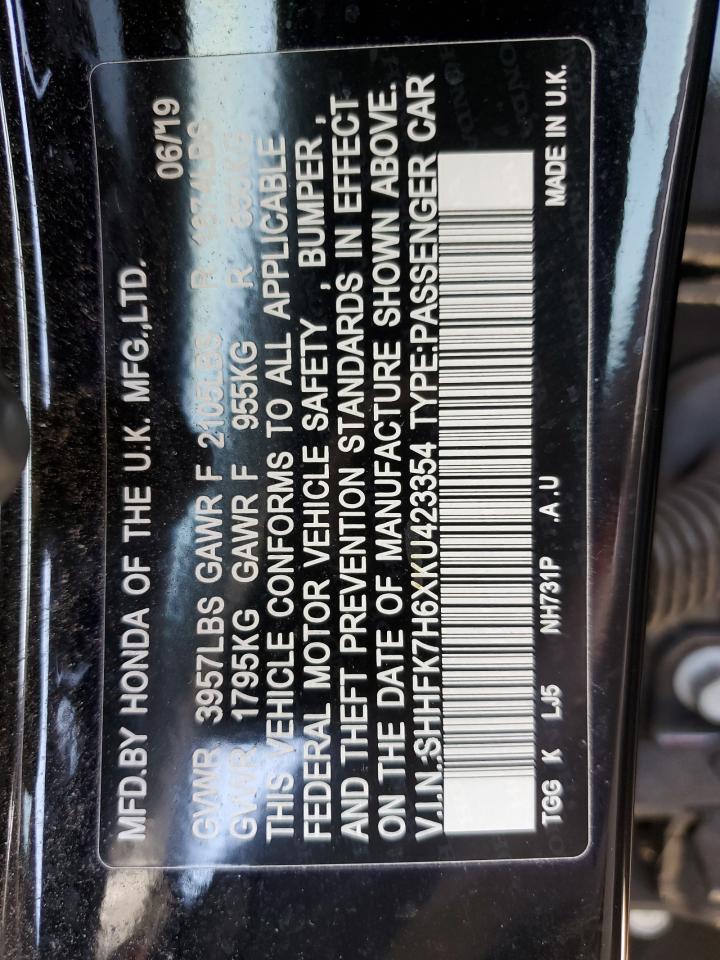 MFD.BY HONDA OF THE U.K. MFG.,LTD. 06/19
GVWR 3957LBS GAWR F 2105LBS R 1874LBS
GVWR 1795KG GAWR F 955KG R 850KG
THIS VEHICLE CONFORMS TO ALL APPLICABLE
FEDERAL MOTOR VEHICLE SAFETY , BUMPER ,
AND THEFT PREVENTION STANDARDS IN EFFECT
ON THE DATE OF MANUFACTURE SHOWN ABOVE.
V.I.N.:SHHFK7H6XKU423354 TYPE:PASSENGER CAR
TGG K LJ5 NH731P .A .U MADE IN U.K.